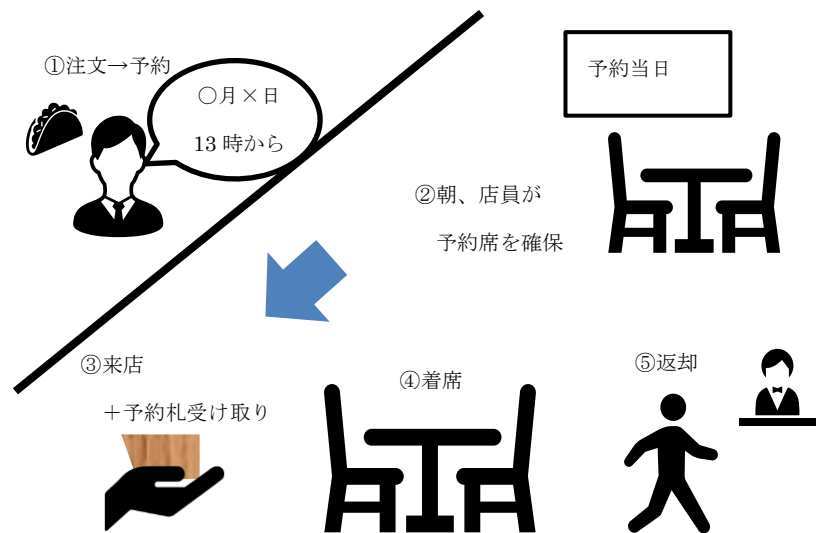 ①注文→予約
〇月×日
13時から
予約当日
②朝、店員が
予約席を確保
③来店
＋予約札受け取り
④着席
⑤返却